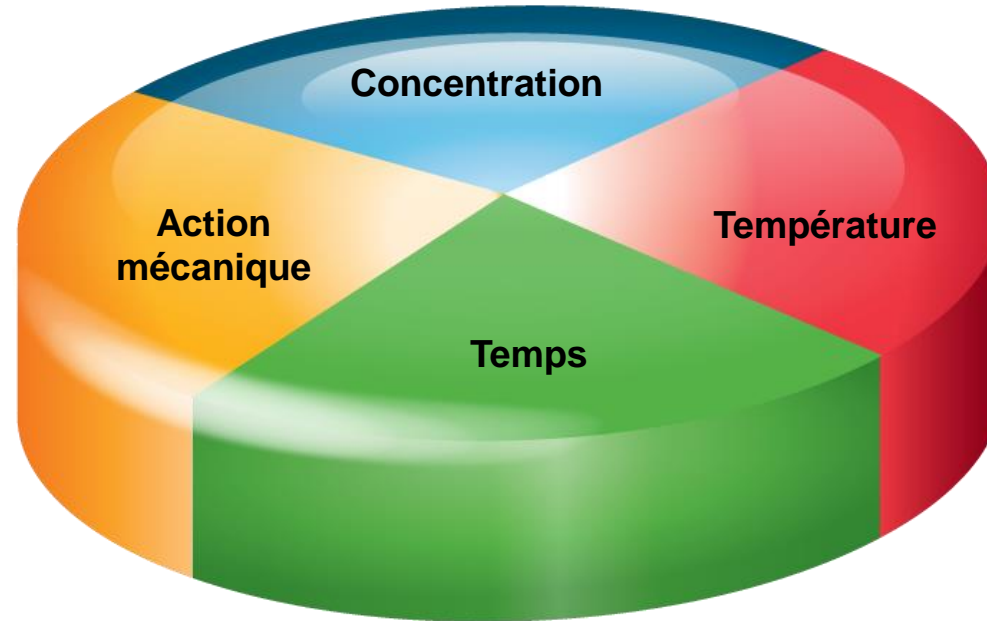 Concentration
Action
mécanique
Température
Temps